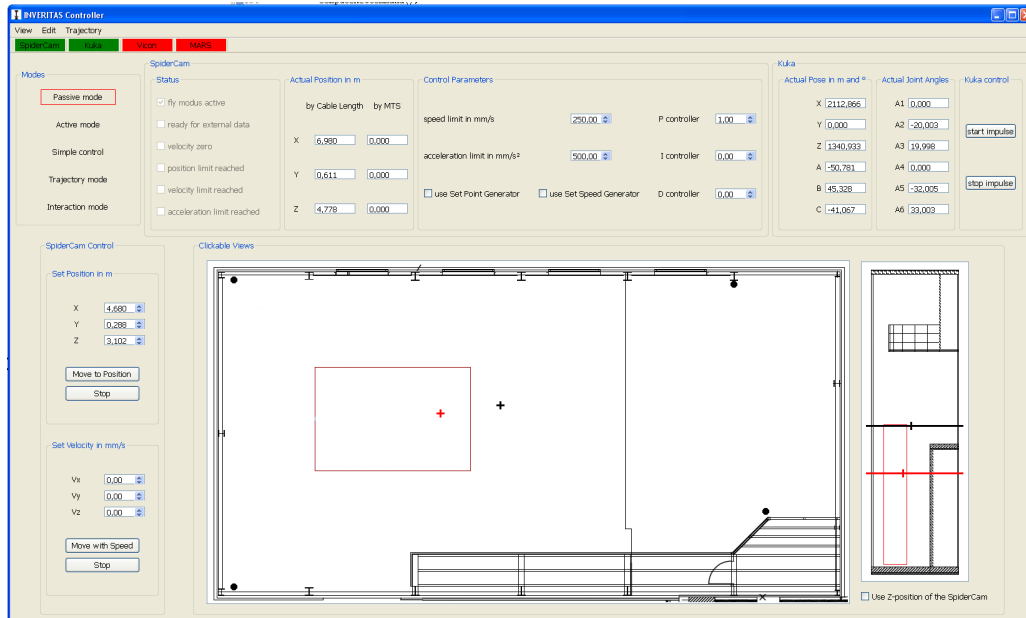 INVERITAS Controller
View Edit Trajectory
SpiderCam Kuka Vicon MARS
Modes
Passive mode
Active mode
Simple control
Trajectory mode
Interaction mode
SpiderCam
Status
fly modus active
ready for external data
velocity zero
position limit reached
velocity limit reached
acceleration limit reached
Actual Position in m
by Cable Length by MTS
X 6,980 0,000
Y 0,611 0,000
Z 4,778 0,000
Control Parameters
speed limit in mm/s 250,00 P controller 1,00
acceleration limit in mm/s² 500,00 I controller 0,00
use Set Point Generator use Set Speed Generator D controller 0,00
Kuka
Actual Pose in m and °
X 2112,866
Y 0,000
Z 1340,933
A -50,781
B 45,328
C -41,067
Actual Joint Angles
A1 0,000
A2 -20,003
A3 19,998
A4 0,000
A5 -32,005
A6 33,003
Kuka control
start impulse
stop impulse
SpiderCam Control
Set Position in m
X 4,680
Y 0,288
Z 3,102
Move to Position
Stop
Set Velocity in mm/s
Vx 0,00
Vy 0,00
Vz 0,00
Move with Speed
Stop
Clickable Views
Use Z-position of the SpiderCam